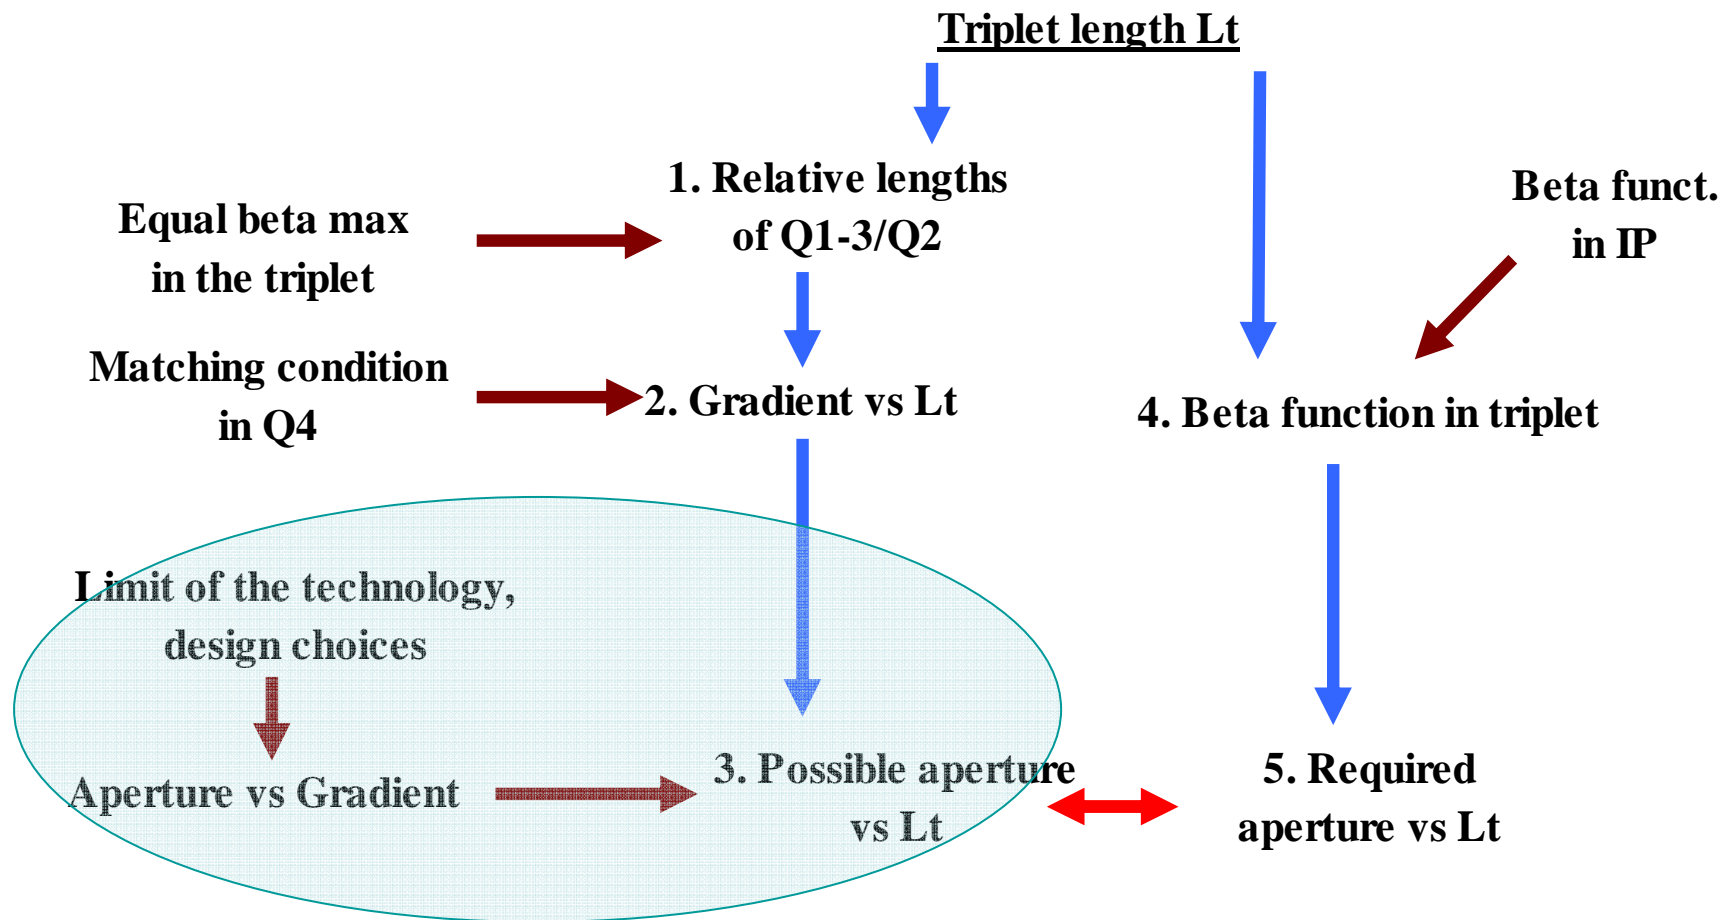 Triplet length Lt
1. Relative lengths
of Q1-3/Q2
Beta funct.
in IP
Equal beta max
in the triplet
Matching condition
in Q4
2. Gradient vs Lt
4. Beta function in triplet
Limit of the technology,
design choices
Aperture vs Gradient
3. Possible aperture
vs Lt
5. Required
aperture vs Lt